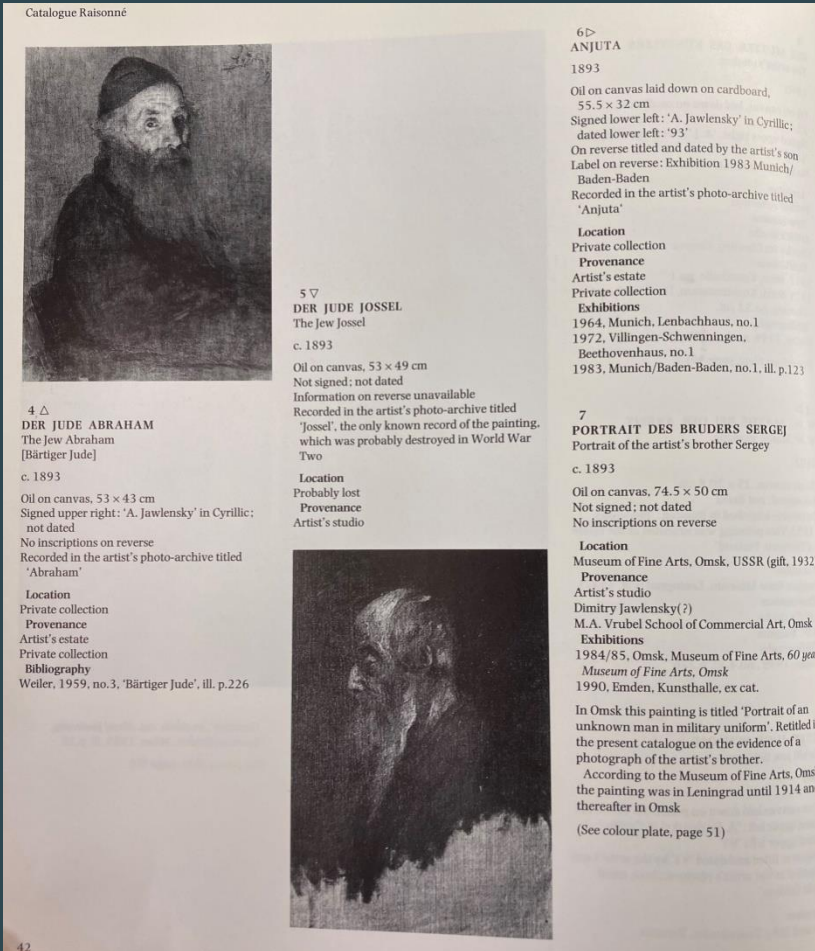 Catalogue Raisonné
4 △
DER JUDE ABRAHAM
The Jew Abraham
[Bärtiger Jude]
c. 1893
Oil on canvas, 53 × 43 cm
Signed upper right: 'A. Jawlensky' in Cyrillic;
not dated
No inscriptions on reverse
Recorded in the artist's photo-archive titled
'Abraham'
Location
Private collection
Provenance
Artist's estate
Private collection
Bibliography
Weiler, 1959, no.3, 'Bärtiger Jude', ill. p.226
5 ▽
DER JUDE JOSSEL
The Jew Jossel
c. 1893
Oil on canvas, 53 × 49 cm
Not signed; not dated
Information on reverse unavailable
Recorded in the artist's photo-archive titled
'Jossel', the only known record of the painting,
which was probably destroyed in World War
Two
Location
Probably lost
Provenance
Artist's studio
6 ▷
ANJUTA
1893
Oil on canvas laid down on cardboard,
55.5 × 32 cm
Signed lower left: 'A. Jawlensky' in Cyrillic;
dated lower left: '93'
On reverse titled and dated by the artist's son
Label on reverse: Exhibition 1983 Munich/
Baden-Baden
Recorded in the artist's photo-archive titled
'Anjuta'
Location
Private collection
Provenance
Artist's estate
Private collection
Exhibitions
1964, Munich, Lenbachhaus, no.1
1972, Villingen-Schwenningen,
Beethovenhaus, no.1
1983, Munich/Baden-Baden, no.1, ill. p.123
7
PORTRAIT DES BRUDERS SERGEJ
Portrait of the artist's brother Sergey
c. 1893
Oil on canvas, 74.5 × 50 cm
Not signed; not dated
No inscriptions on reverse
Location
Museum of Fine Arts, Omsk, USSR (gift, 1932
Provenance
Artist's studio
Dimitry Jawlensky(?)
M.A. Vrubel School of Commercial Art, Omsk
Exhibitions
1984/85, Omsk, Museum of Fine Arts, 60 yea
Museum of Fine Arts, Omsk
1990, Emden, Kunsthalle, ex cat.
In Omsk this painting is titled 'Portrait of an
unknown man in military uniform'. Retitled i
the present catalogue on the evidence of a
photograph of the artist's brother.
According to the Museum of Fine Arts, Oms
the painting was in Leningrad until 1914 an
thereafter in Omsk
(See colour plate, page 51)
42